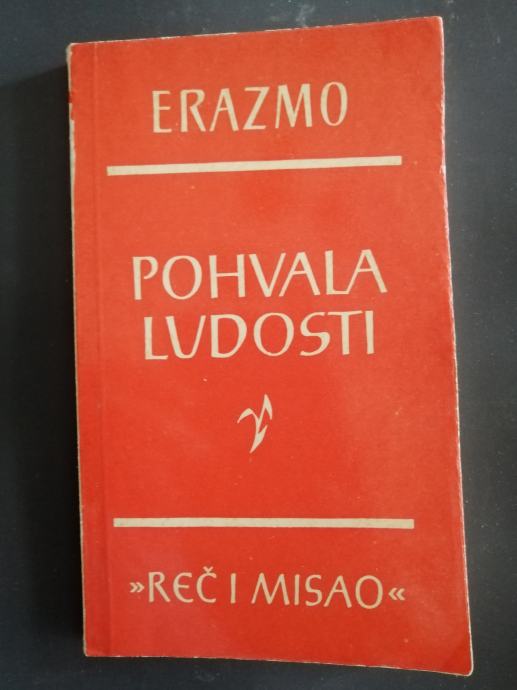 ERAZMO
POHVALA
LUDOSTI
»REČ I MISAO«